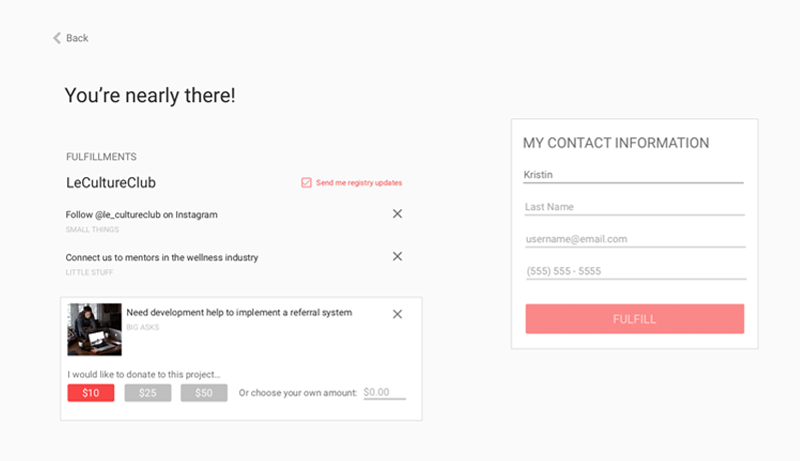 Back
You're nearly there!
FULFILLMENTS
LeCultureClub
Send me registry updates
Follow @le_cultureclub on Instagram
SMALL THINGS
Connect us to mentors in the wellness industry
LITTLE STUFF
Need development help to implement a referral system
BIG ASKS
I would like to donate to this project...
$10 $25 $50 Or choose your own amount: $0.00
MY CONTACT INFORMATION
Kristin
Last Name
username@email.com
(555) 555 - 5555
FULFILL